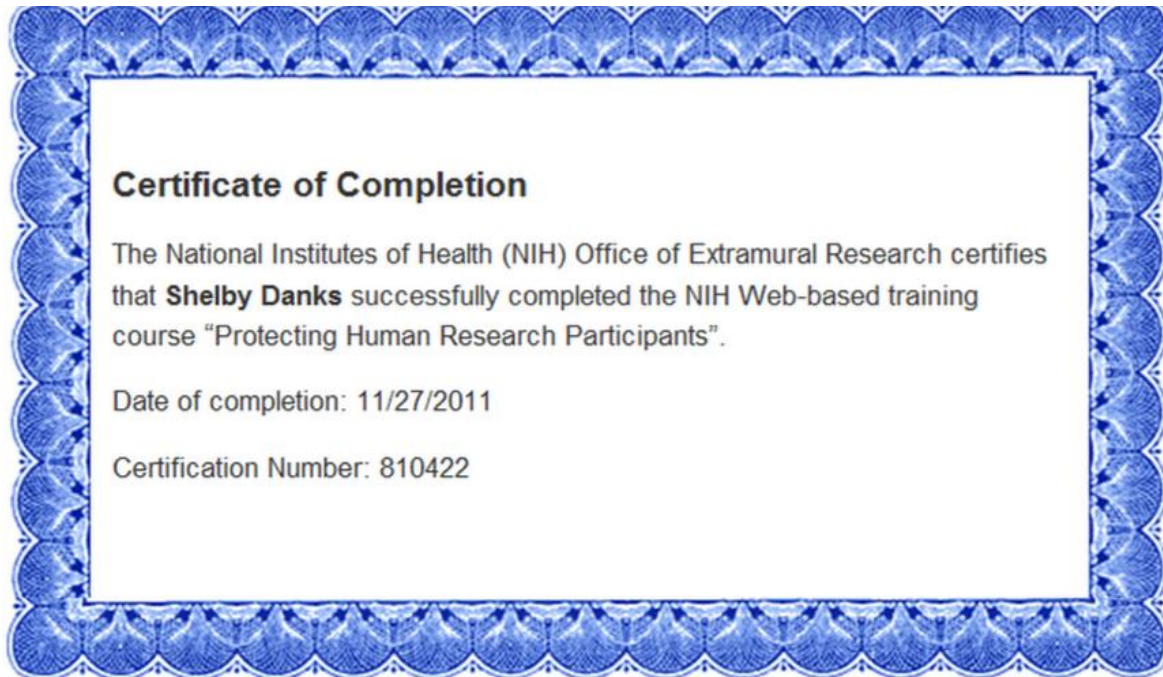 Certificate of Completion
The National Institutes of Health (NIH) Office of Extramural Research certifies
that Shelby Danks successfully completed the NIH Web-based training
course “Protecting Human Research Participants”.
Date of completion: 11/27/2011
Certification Number: 810422